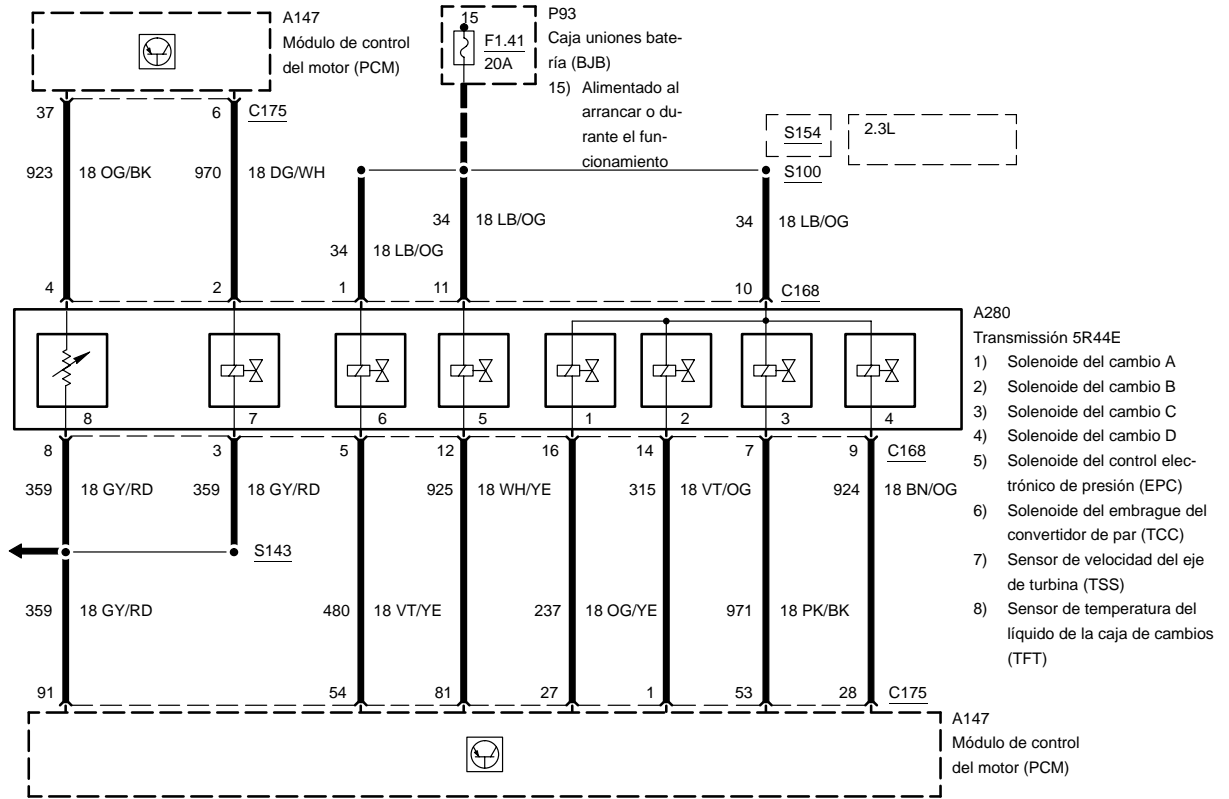 A147
Módulo de control
del motor (PCM)
15
F1.41
20A
P93
Caja uniones bate-
ría (BJB)
15) Alimentado al
arrancar o du-
rante el fun-
cionamiento
37
6
C175
S154
2.3L
S100
923
18 OG/BK
970
18 DG/WH
34
18 LB/OG
34
18 LB/OG
34
18 LB/OG
4
2
1
11
10
C168
8
7
6
5
1
2
3
4
A280
Transmissión 5R44E
1) Solenoide del cambio A
2) Solenoide del cambio B
3) Solenoide del cambio C
4) Solenoide del cambio D
5) Solenoide del control elec-
trónico de presión (EPC)
6) Solenoide del embrague del
convertidor de par (TCC)
7) Sensor de velocidad del eje
de turbina (TSS)
8) Sensor de temperatura del
líquido de la caja de cambios
(TFT)
8
3
5
12
16
14
7
9
C168
359
18 GY/RD
359
18 GY/RD
925
18 WH/YE
315
18 VT/OG
924
18 BN/OG
S143
359
18 GY/RD
480
18 VT/YE
237
18 OG/YE
971
18 PK/BK
91
54
81
27
1
53
28
C175
A147
Módulo de control
del motor (PCM)